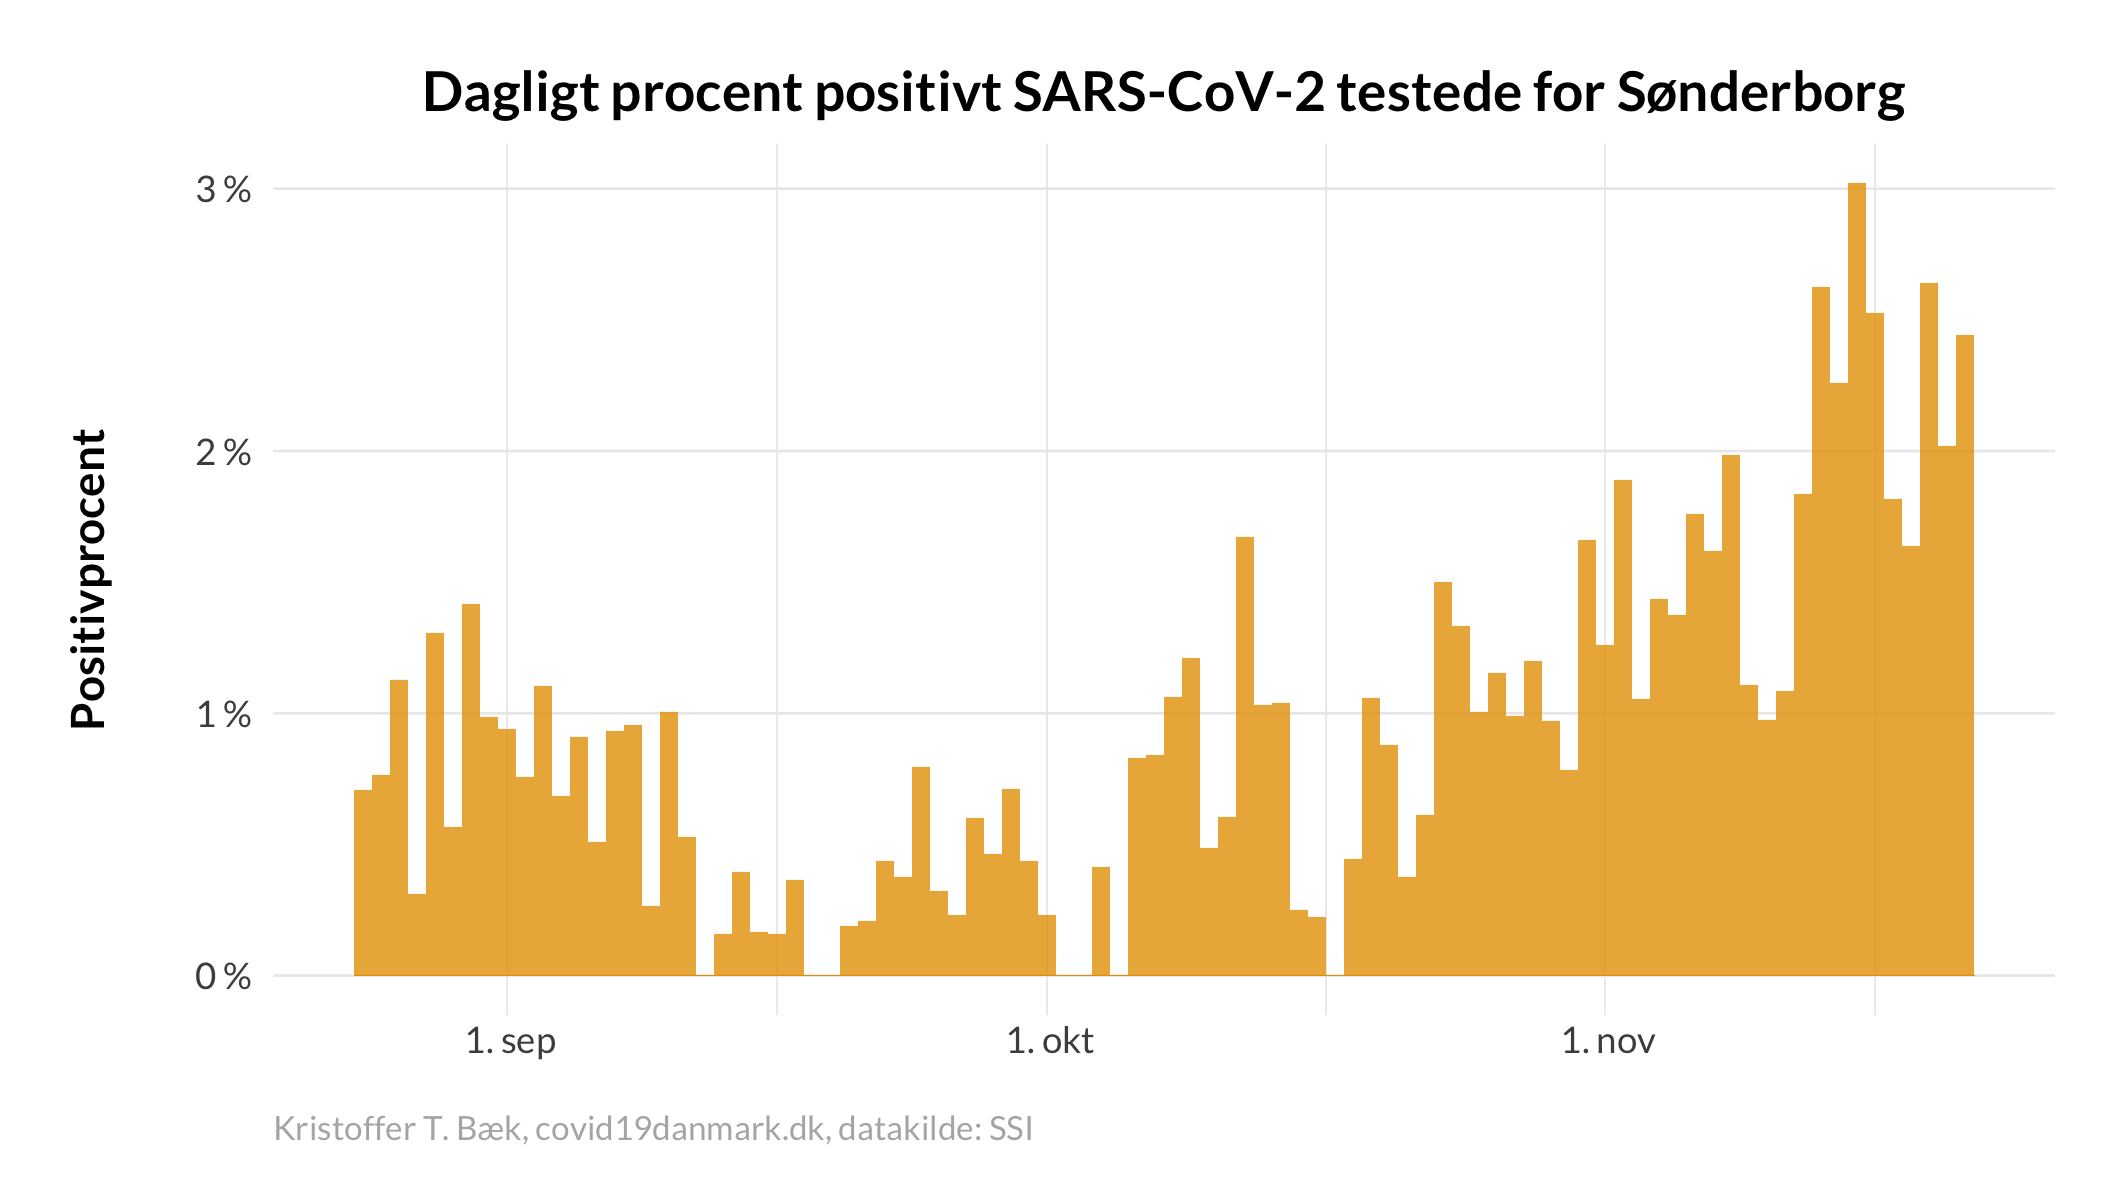 Dagligt procent positivt SARS-CoV-2 testede for Sønderborg
Positivprocent
3 %
2 %
1 %
0 %
1. sep
1. okt
1. nov
Kristoffer T. Bæk, covid19danmark.dk, datakilde: SSI